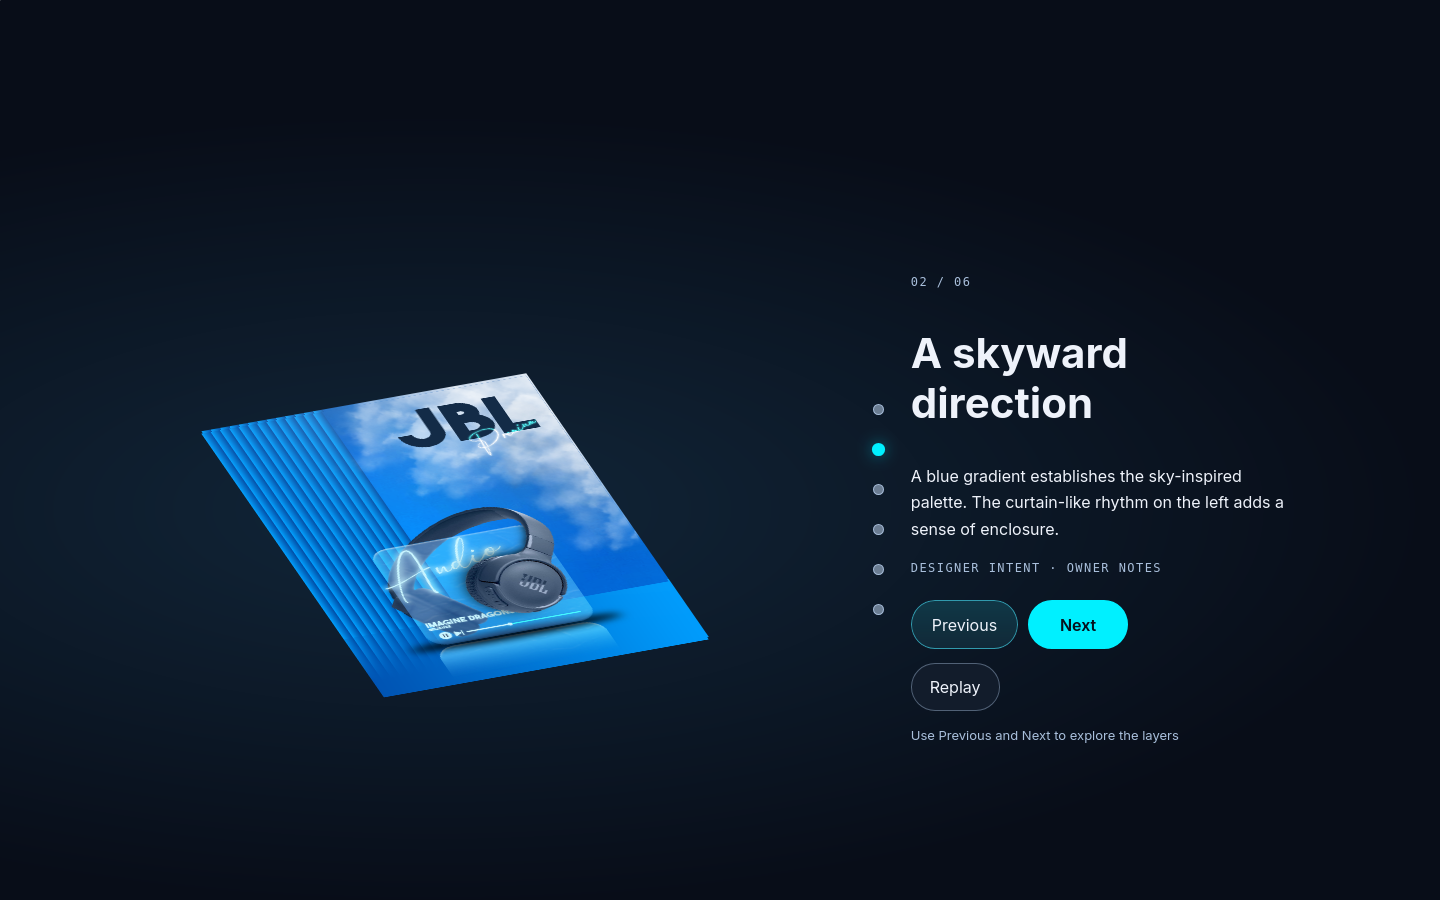 JBL
Premium
Audio
JBL
IMAGINE DRAGONS
02 / 06
A skyward
direction
A blue gradient establishes the sky-inspired
palette. The curtain-like rhythm on the left adds a
sense of enclosure.
DESIGNER INTENT · OWNER NOTES
Previous
Next
Replay
Use Previous and Next to explore the layers